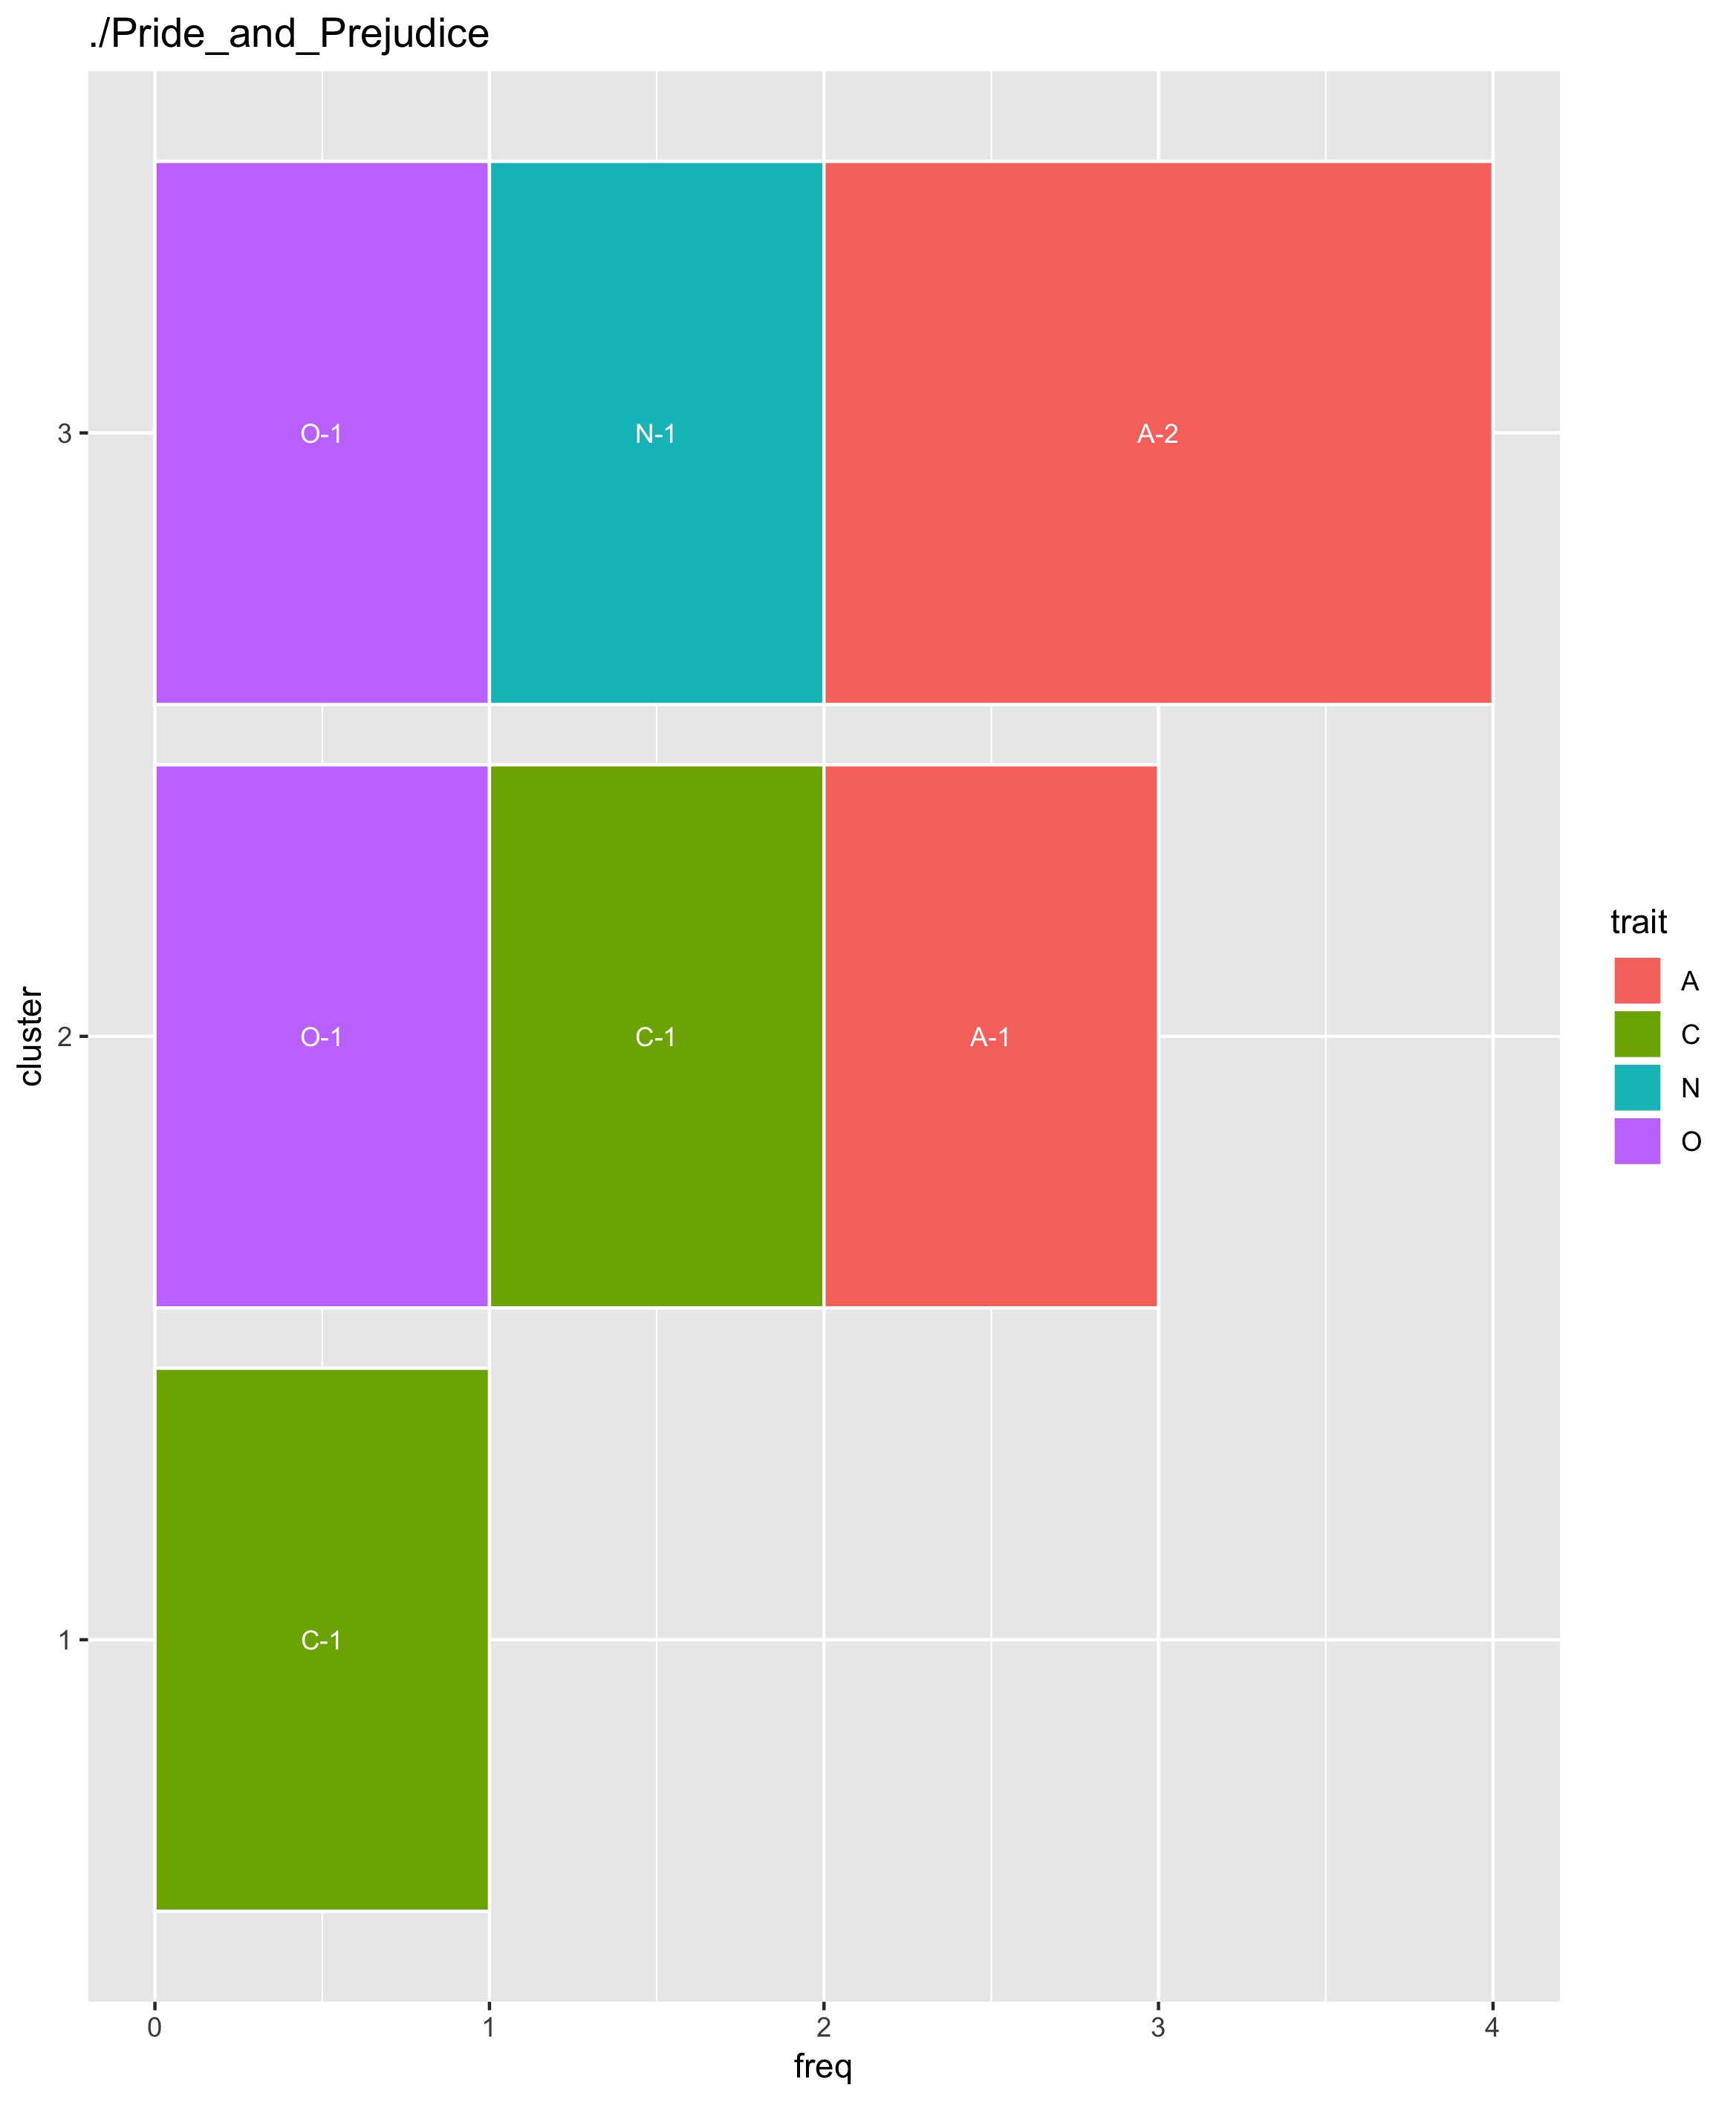 ./Pride_and_Prejudice
3
O-1
N-1
A-2
cluster
2
O-1
C-1
A-1
1
C-1
0
1
2
3
4
freq
trait
A
C
N
O